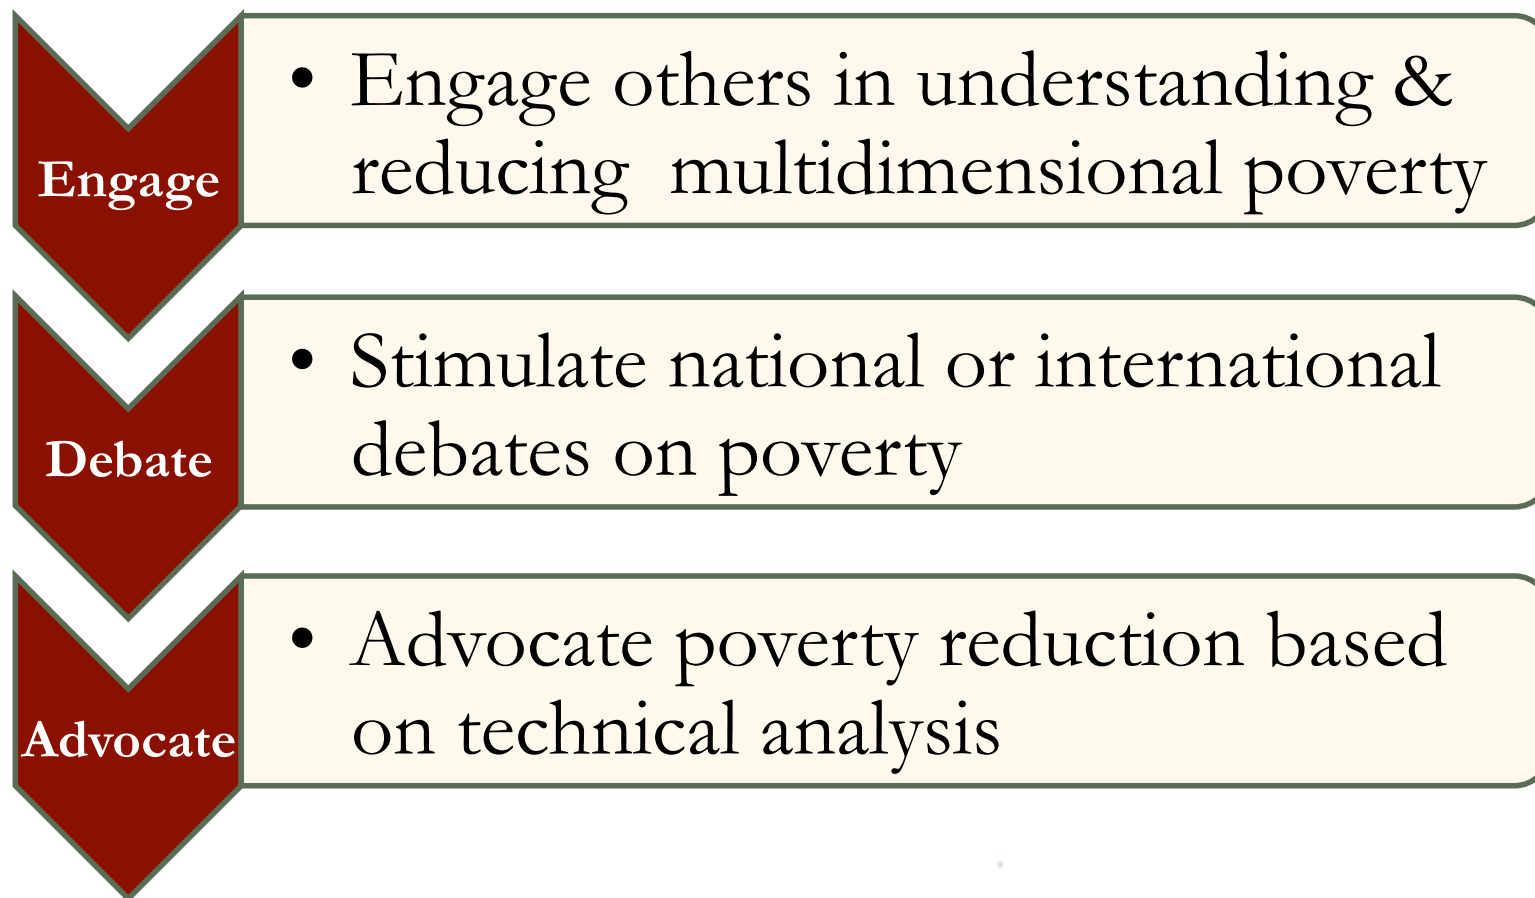 Engage
• Engage others in understanding &
reducing  multidimensional poverty
Debate
• Stimulate national or international
debates on poverty
Advocate
• Advocate poverty reduction based
on technical analysis